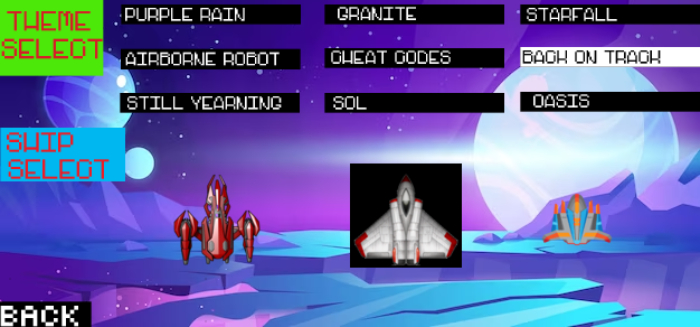 THEME
SELECT
PURPLE RAIN
GRANITE
STARFALL
AIRBORNE ROBOT
CHEAT CODES
BACK ON TRACK
STILL YEARNING
SOL
OASIS
SHIP
SELECT
BACK